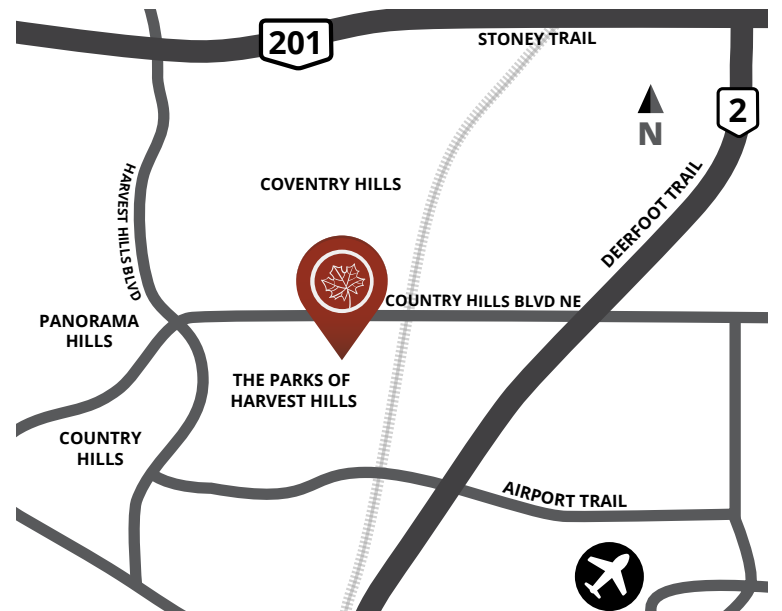 201
STONEY TRAIL
2
N
HARVEST HILLS BLVD
COVENTRY HILLS
DEERFOOT TRAIL
COUNTRY HILLS BLVD NE
PANORAMA
HILLS
THE PARKS OF
HARVEST HILLS
COUNTRY
HILLS
AIRPORT TRAIL